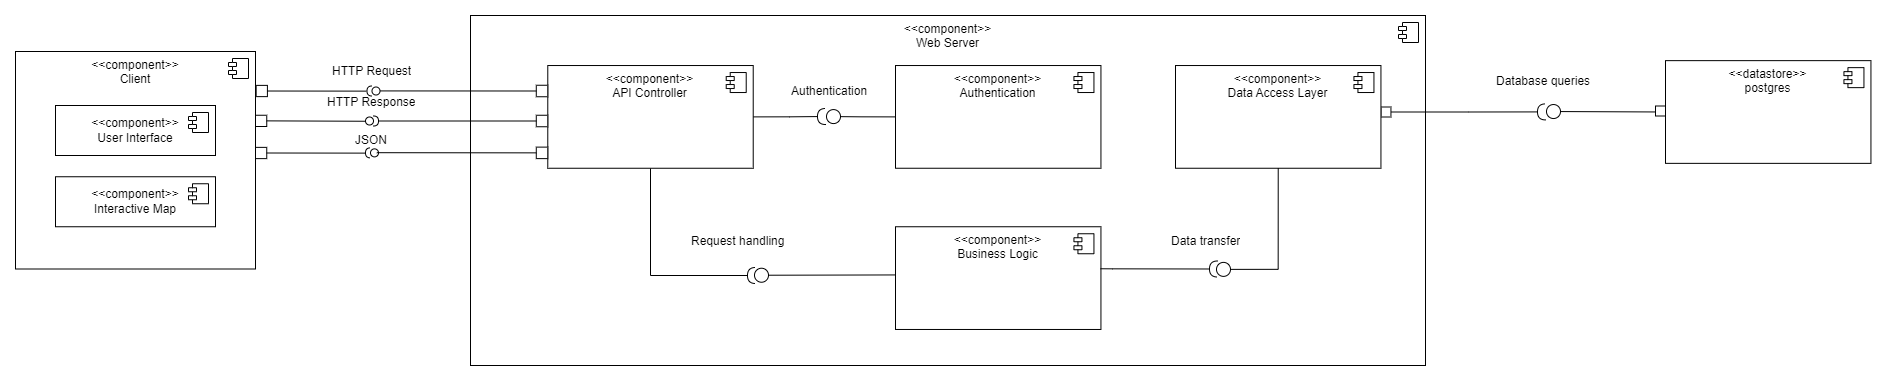 <<component>>
Client
<<component>>
User Interface
<<component>>
Interactive Map
HTTP Request
HTTP Response
JSON
<<component>>
Web Server
<<component>>
API Controller
Authentication
<<component>>
Authentication
<<component>>
Data Access Layer
Request handling
<<component>>
Business Logic
Data transfer
Database queries
<<datastore>>
postgres